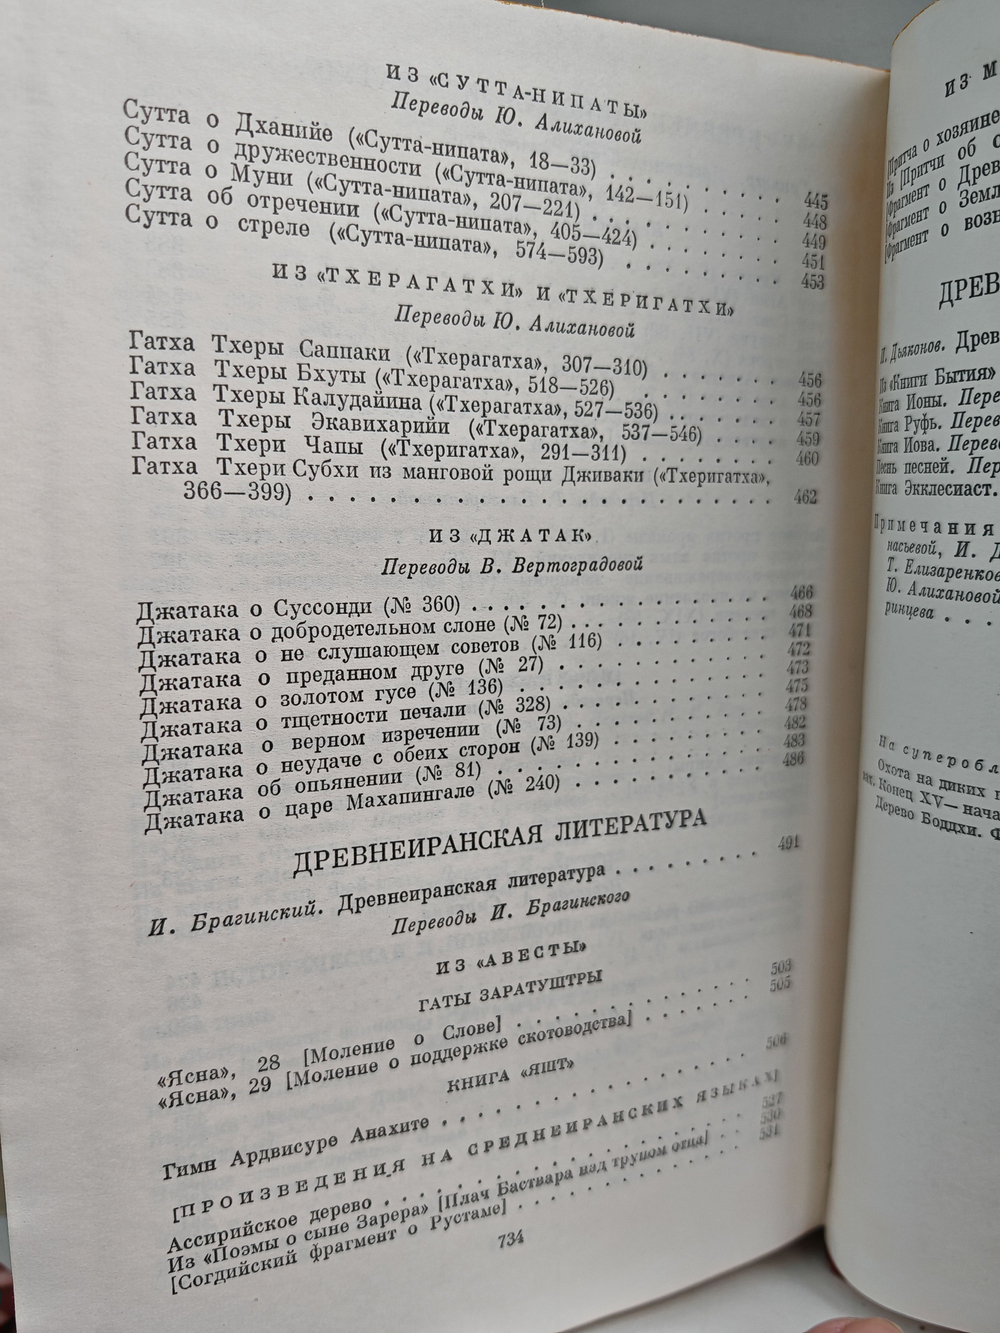 ИЗ «СУТТА-НИПАТЫ»
Переводы Ю. Алихановой
Сутта о Дханийе («Сутта-нипата», 18—33) . . . . . . . . 445
Сутта о дружественности («Сутта-нипата», 142—151) . . . . . 448
Сутта о Муни («Сутта-нипата», 207—221) . . . . . . . . 449
Сутта об отречении («Сутта-нипата», 405—424) . . . . . . 451
Сутта о стреле («Сутта-нипата», 574—593) . . . . . . . 453
ИЗ «ТХЕРАГАТХИ» И «ТХЕРИГАТХИ»
Переводы Ю. Алихановой
Гатха Тхеры Саппаки («Тхерагатха», 307—310) . . . . . . 456
Гатха Тхеры Бхуты («Тхерагатха», 518—526) . . . . . . . 456
Гатха Тхеры Калудайина («Тхерагатха», 527—536) . . . . . 457
Гатха Тхеры Экавихарийи («Тхерагатха», 537—546) . . . . 459
Гатха Тхери Чапы («Тхеригатха», 291—311) . . . . . . . 460
Гатха Тхери Субхи из манговой рощи Дживаки («Тхеригатха»,
366—399) . . . . . . . . . . . . . . . . . . . . 462
ИЗ «ДЖАТАК»
Переводы В. Вертоградовой
Джатака о Суссонди (№ 360) . . . . . . . . . . . . . 466
Джатака о добродетельном слоне (№ 72) . . . . . . . . . 468
Джатака о не слушающем советов (№ 116) . . . . . . . . 471
Джатака о преданном друге (№ 27) . . . . . . . . . . 472
Джатака о золотом гусе (№ 136) . . . . . . . . . . . 473
Джатака о тщетности печали (№ 328) . . . . . . . . . 475
Джатака о верном изречении (№ 73) . . . . . . . . . . 478
Джатака о неудаче с обеих сторон (№ 139) . . . . . . . 482
Джатака об опьянении (№ 81) . . . . . . . . . . . . 483
Джатака о царе Махапингале (№ 240) . . . . . . . . . 486
ДРЕВНЕИРАНСКАЯ ЛИТЕРАТУРА
И. Брагинский. Древнеиранская литература . . . . . . . . 491
Переводы И. Брагинского
ИЗ «АВЕСТЫ»
ГАТЫ ЗАРАТУШТРЫ
«Ясна», 28 [Моление о Слове] . . . . . . . . . . . . 503
«Ясна», 29 [Моление о поддержке скотоводства] . . . . . . 505
КНИГА «ЯШТ»
Гимн Ардвисуре Анахите . . . . . . . . . . . . . . 506
[ПРОИЗВЕДЕНИЯ НА СРЕДНЕИРАНСКИХ ЯЗЫКАХ]
Ассирийское дерево . . . . . . . . . . . . . . . . 527
Из «Поэмы о сыне Зарера» [Плач Баствара над трупом отца] . . 530
[Согдийский фрагмент о Рустаме] . . . . . . . . . . . 531
734
ИЗ
Притча о хозяине
Из [Притчи об
[Фрагмент о
[Фрагмент о
[Фрагмент о
ДРЕВ
И. Дьяконов. Древ
Из «Книги Бытия»
Книга Ионы. Пере
Книга Руфь. Перев
Книга Иова. Перево
Песнь песней. Пер
Книга Экклесиаст.
Примечания
насьевой, И. Д
Т. Елизаренков
Ю. Алихановой
ринцева . . . .
На суперобл
Охота на диких
Конец XV— нача
Дерево Бодхи.